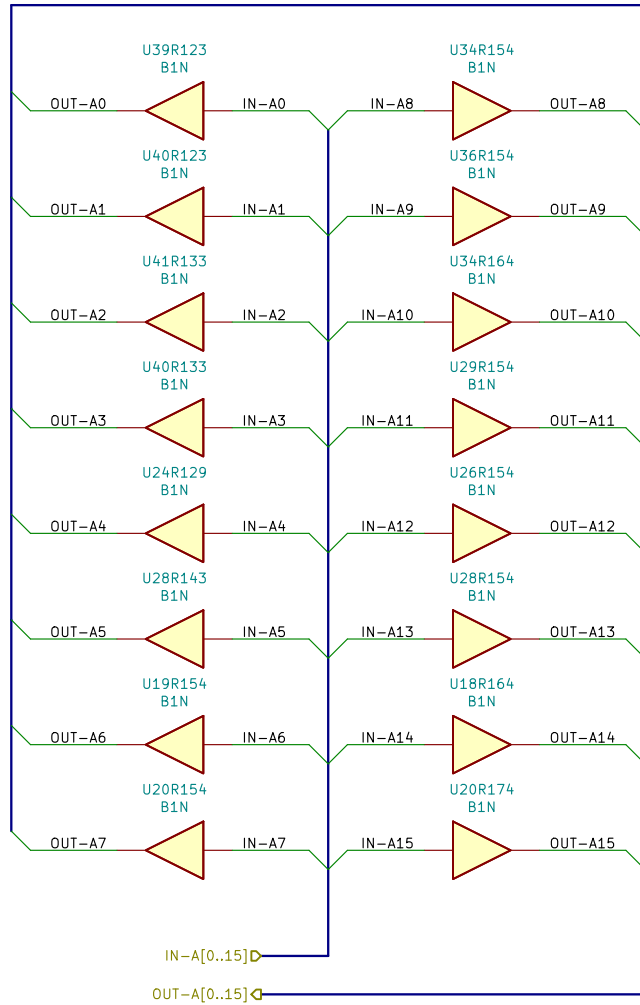 U39R123 U34R154
B1N B1N
OUT-A0 IN-A0 IN-A8 OUT-A8
U40R123 U36R154
B1N B1N
OUT-A1 IN-A1 IN-A9 OUT-A9
U41R133 U34R164
B1N B1N
OUT-A2 IN-A2 IN-A10 OUT-A10
U40R133 U29R154
B1N B1N
OUT-A3 IN-A3 IN-A11 OUT-A11
U24R129 U26R154
B1N B1N
OUT-A4 IN-A4 IN-A12 OUT-A12
U28R143 U28R154
B1N B1N
OUT-A5 IN-A5 IN-A13 OUT-A13
U19R154 U18R164
B1N B1N
OUT-A6 IN-A6 IN-A14 OUT-A14
U20R154 U20R174
B1N B1N
OUT-A7 IN-A7 IN-A15 OUT-A15
IN-A[0..15]
OUT-A[0..15]